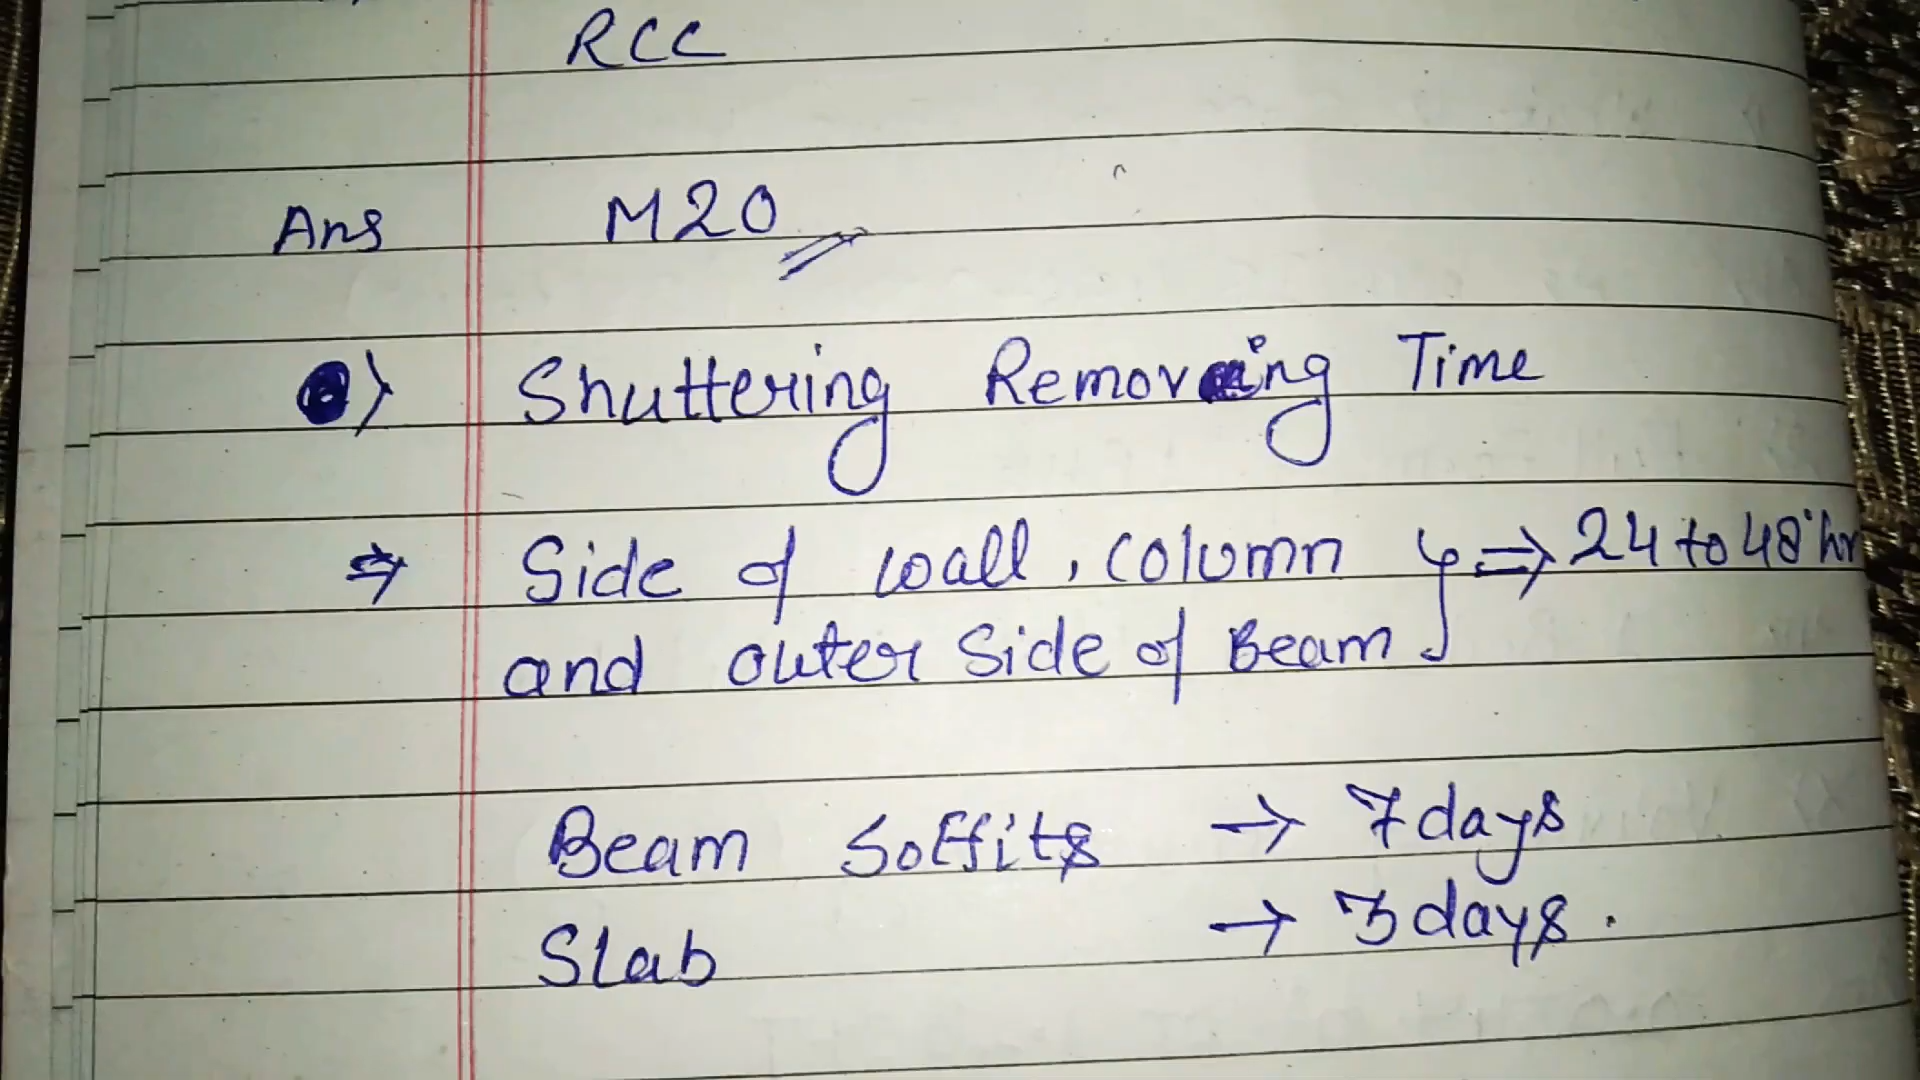 RCC
Ans M20
Shuttering Removing Time
⇒ Side of wall, column } ⇒ 24 to 48 hr
and outer Side of Beam
Beam Soffits → 7 days
Slab → 3 days.